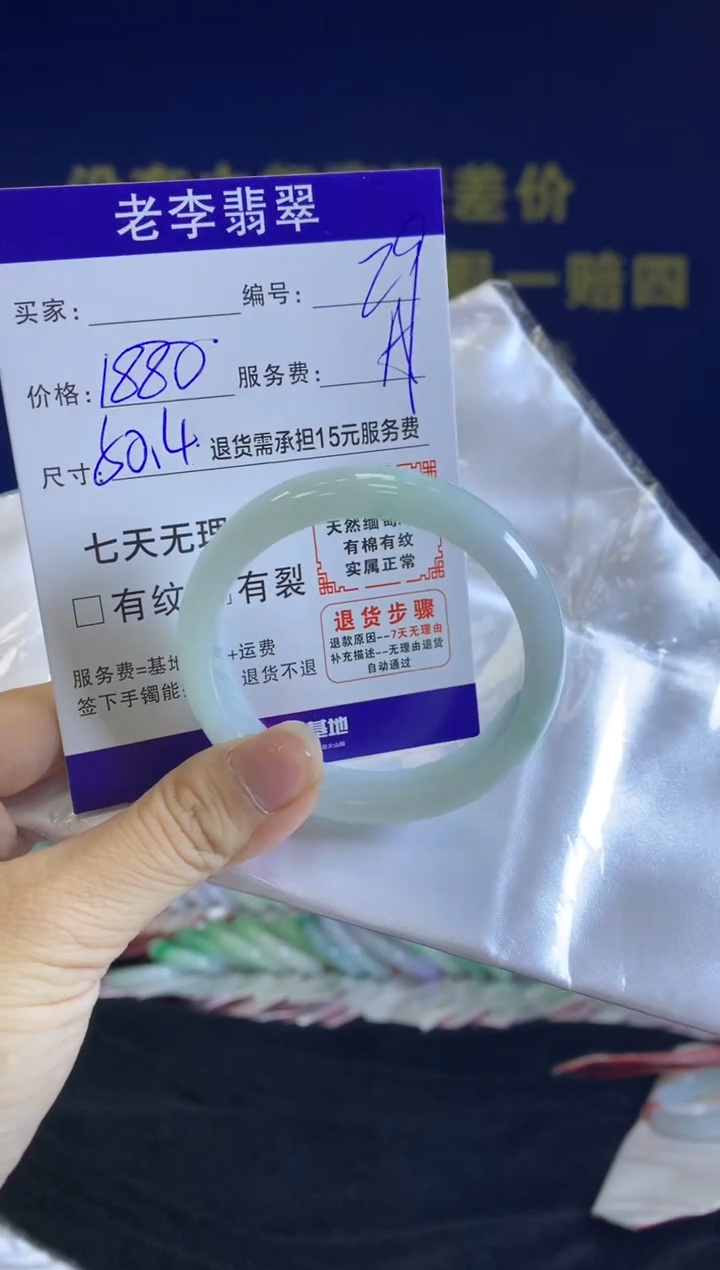 差价
一赔四
老李翡翠
买家: 编号: 29
价格: 1880 服务费: A
尺寸: 60.4 退货需承担15元服务费
七天无理
天然缅甸
有棉有纹
实属正常
□有纹 有裂
退货步骤
退款原因--7天无理由
补充描述--无理由退货
自动通过
服务费=基地 +运费
签下手镯能 退货不退
基地